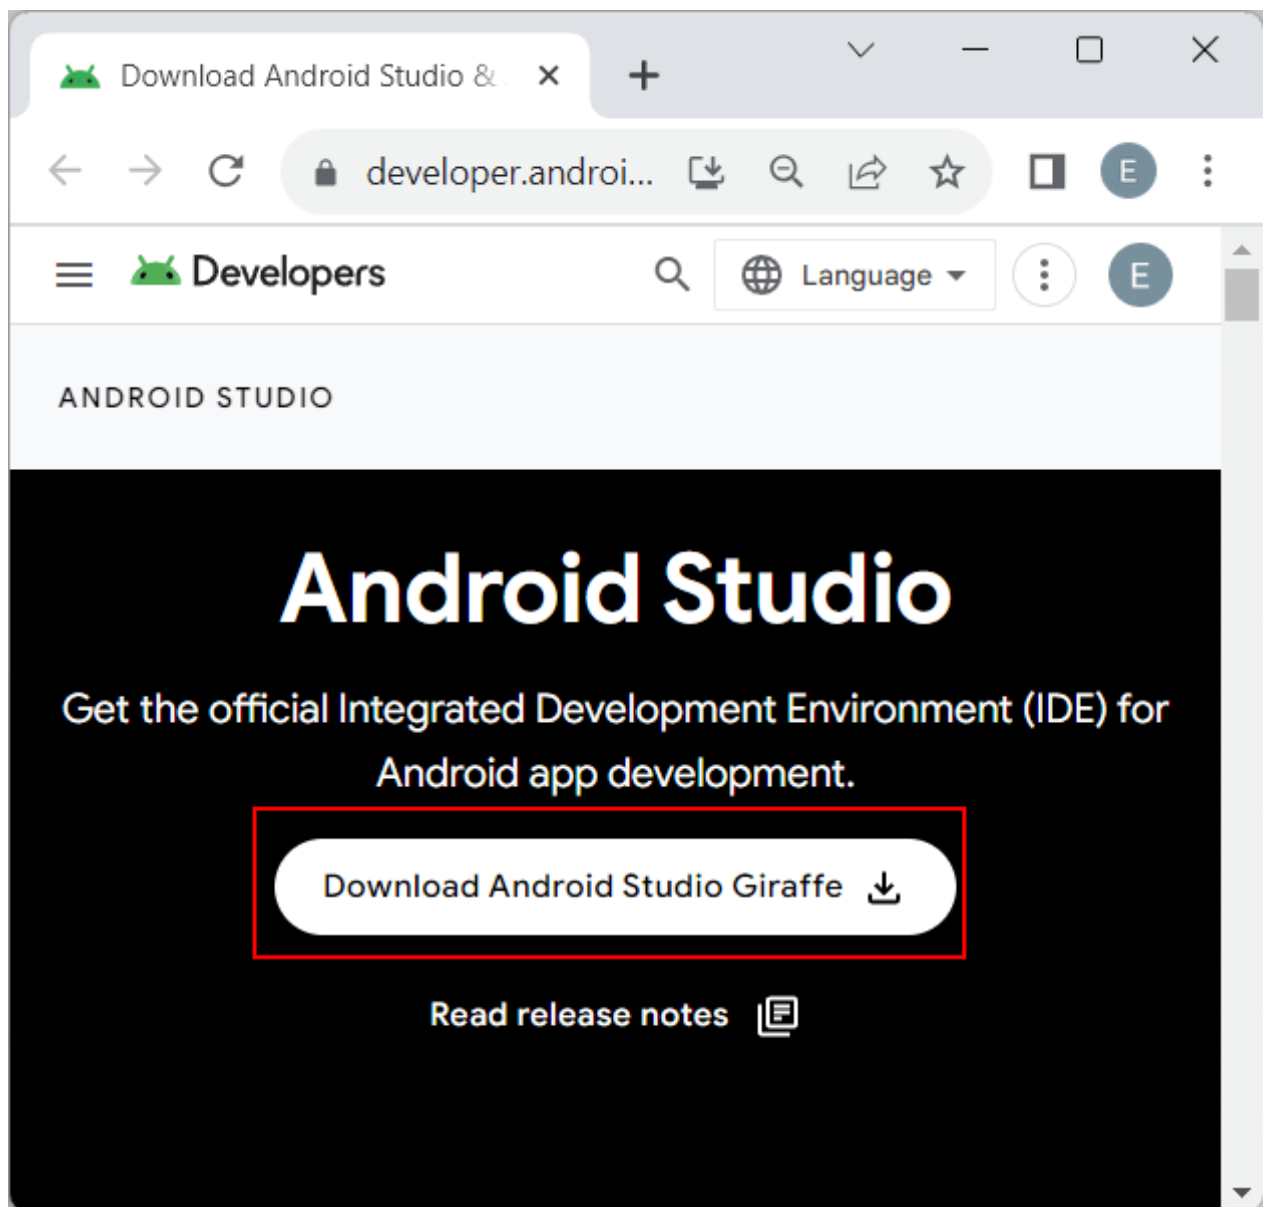 Download Android Studio &
developer.androi...
E
Developers
Language
E
ANDROID STUDIO
Android Studio
Get the official Integrated Development Environment (IDE) for
Android app development.
Download Android Studio Giraffe
Read release notes